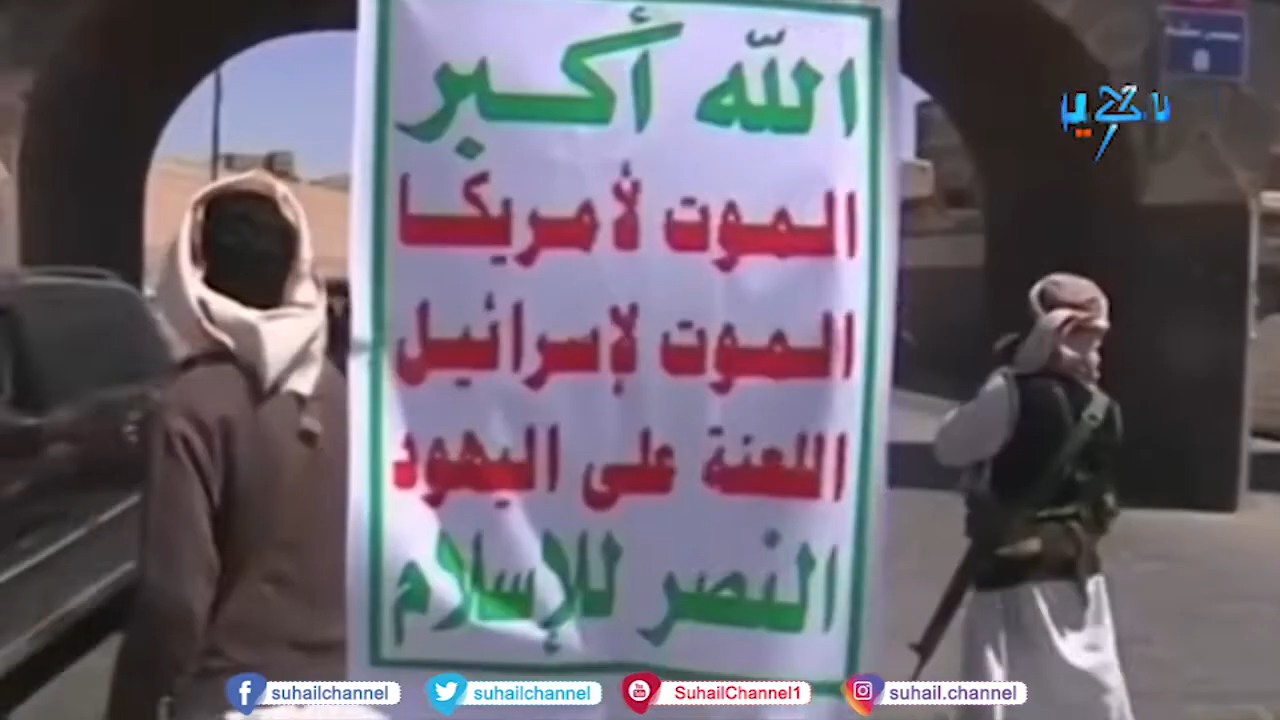 الله أكبر
الموت لأمريكا
الموت لإسرائيل
اللعنة على اليهود
النصر للإسلام
suhailchannel
suhailchannel
SuhailChannel1
suhail.channel